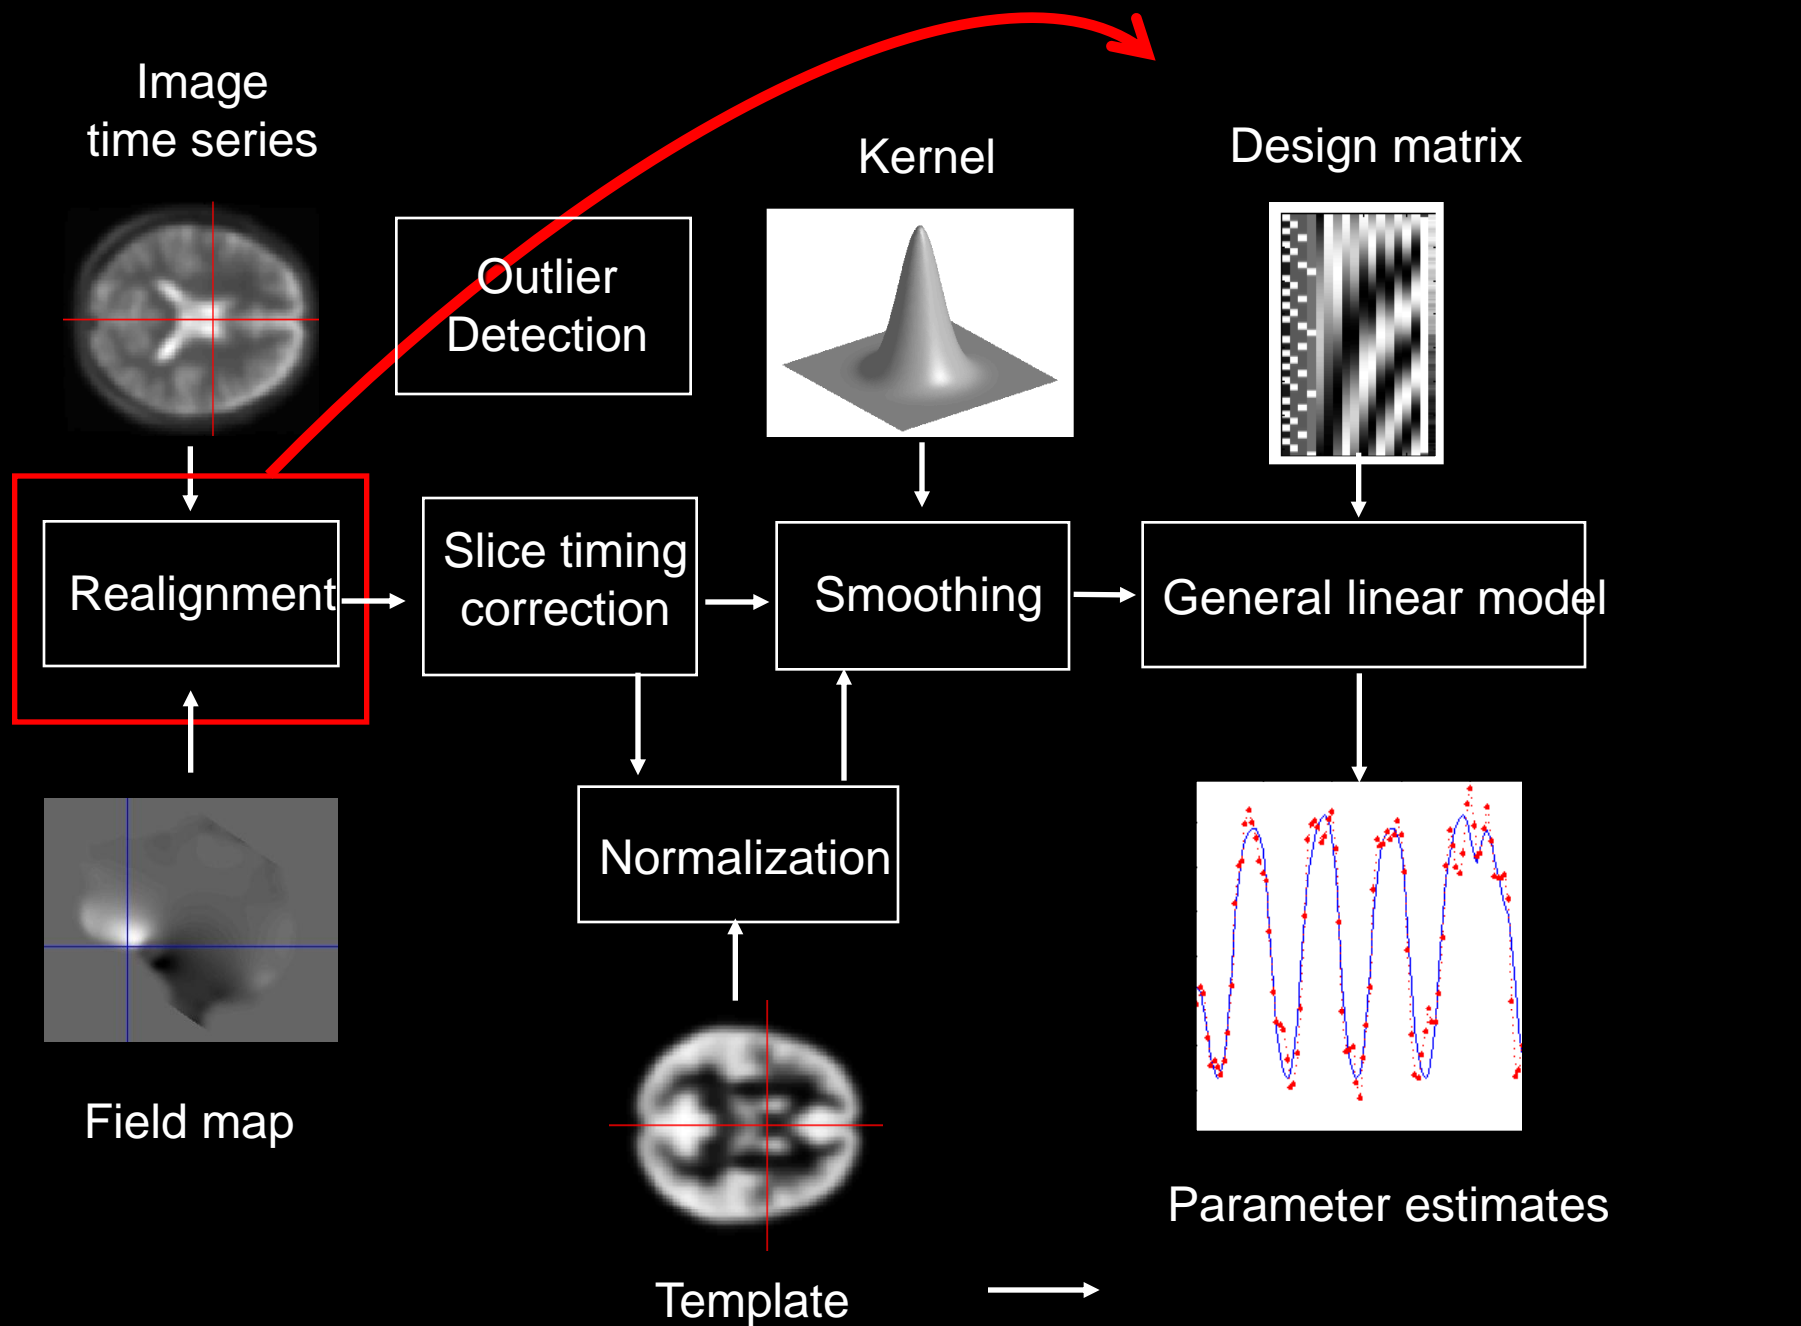 Image
time series
Kernel
Design matrix
Outlier
Detection
Realignment
Slice timing
correction
Smoothing
General linear model
Normalization
Field map
Parameter estimates
Template